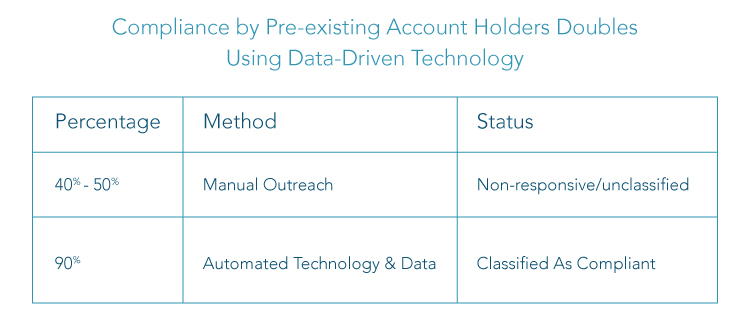 Compliance by Pre-existing Account Holders Doubles
Using Data-Driven Technology
Percentage Method Status
40% - 50% Manual Outreach Non-responsive/unclassified
90% Automated Technology & Data Classified As Compliant